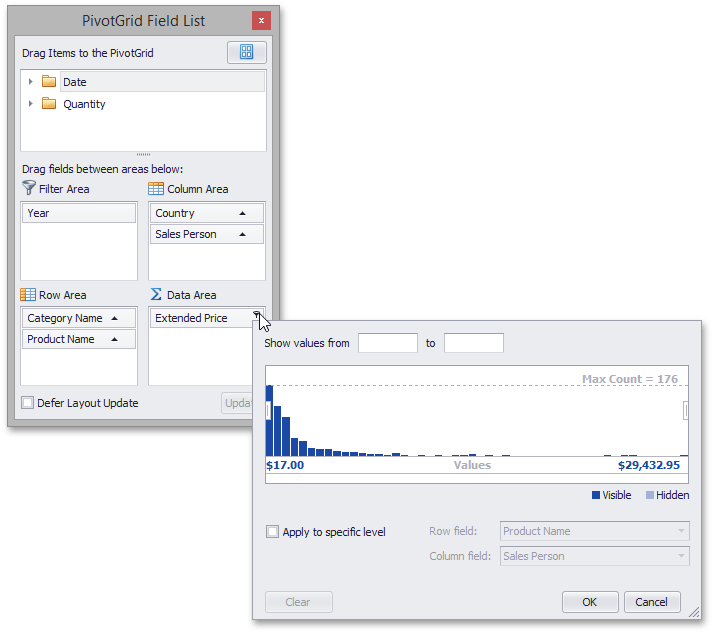 PivotGrid Field List
x
Drag Items to the PivotGrid
Date
Quantity
Drag fields between areas below:
Filter Area
Column Area
Year
Country
Sales Person
Row Area
Data Area
Category Name
Product Name
Extended Price
Defer Layout Update
Show values from
to
Max Count = 176
$17.00
Values
$29,432.95
Visible
Hidden
Apply to specific level
Row field:
Product Name
Column field:
Sales Person
Clear
OK
Cancel